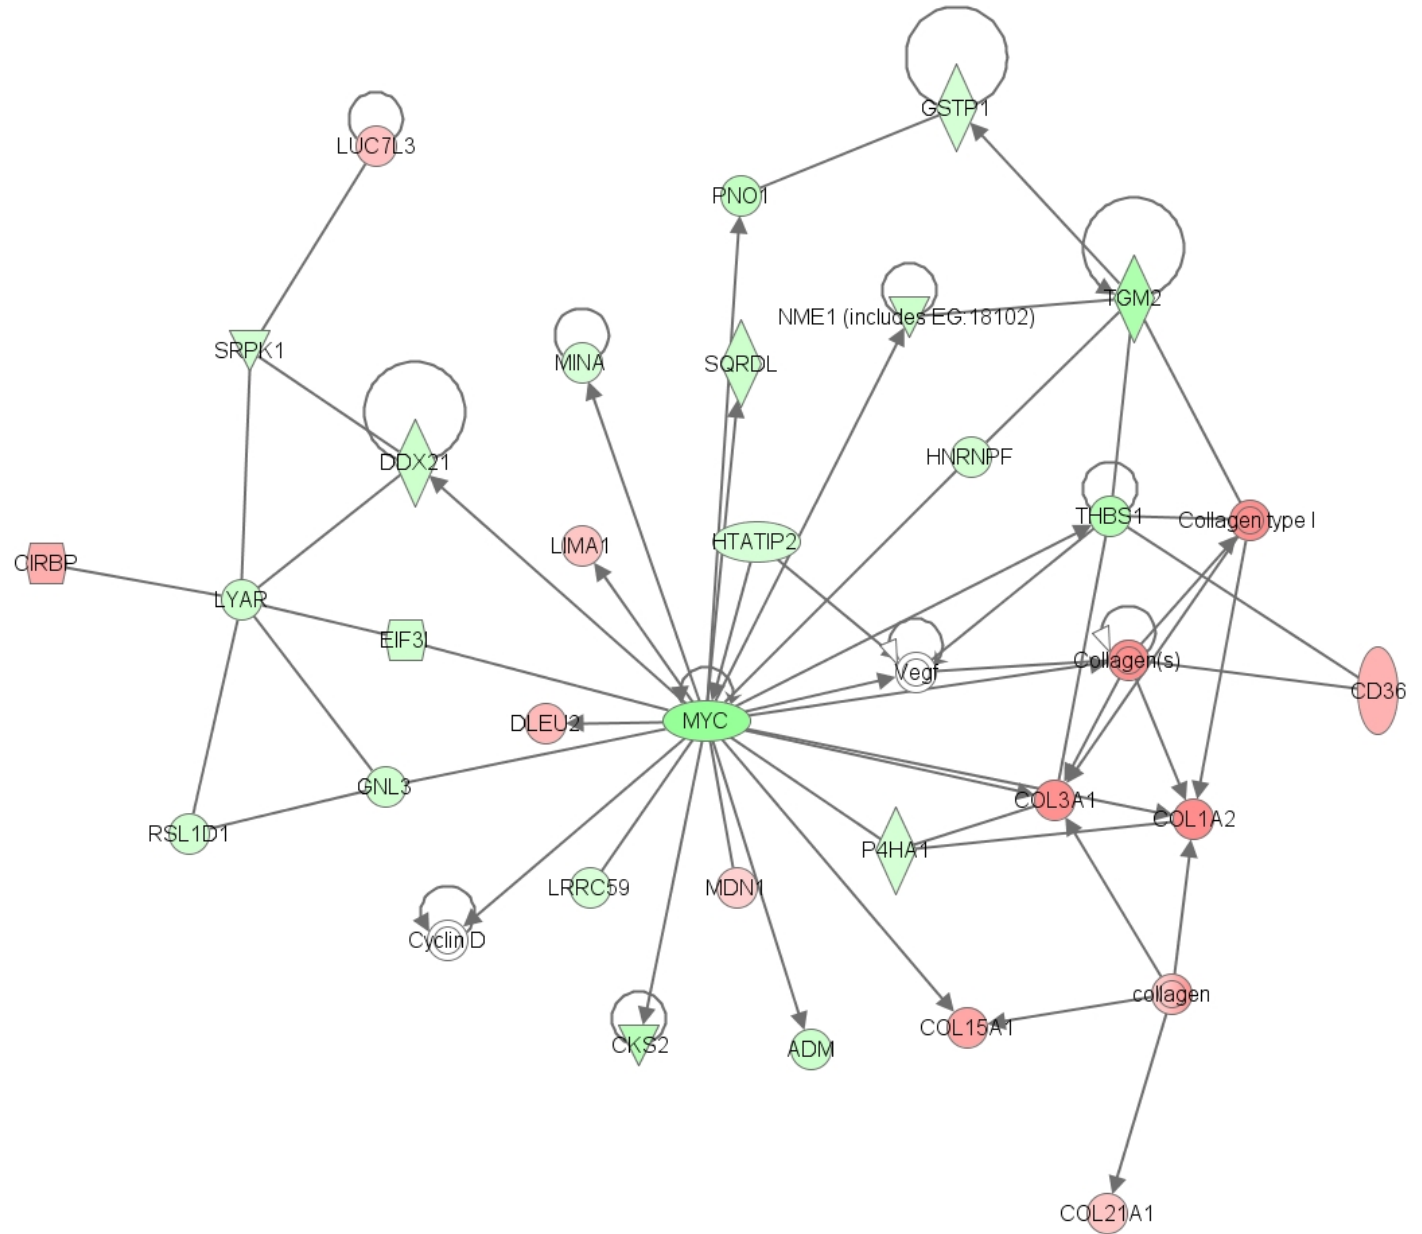 GSTP1
LUC7L3
PNO1
TGM2
NME1 (includes EG:18102)
SRPK1
MINA
SQRDL
DDX21
HNRNPF
THBS1
Collagen type I
LIMA1
HTATIP2
CIRBP
LYAR
EIF3I
Vegf
Collagen(s)
CD36
DLEU2
MYC
GNL3
COL3A1
COL1A2
RSL1D1
P4HA1
LRRC59
MDN1
Cyclin D
collagen
COL15A1
CKS2
ADM
COL21A1